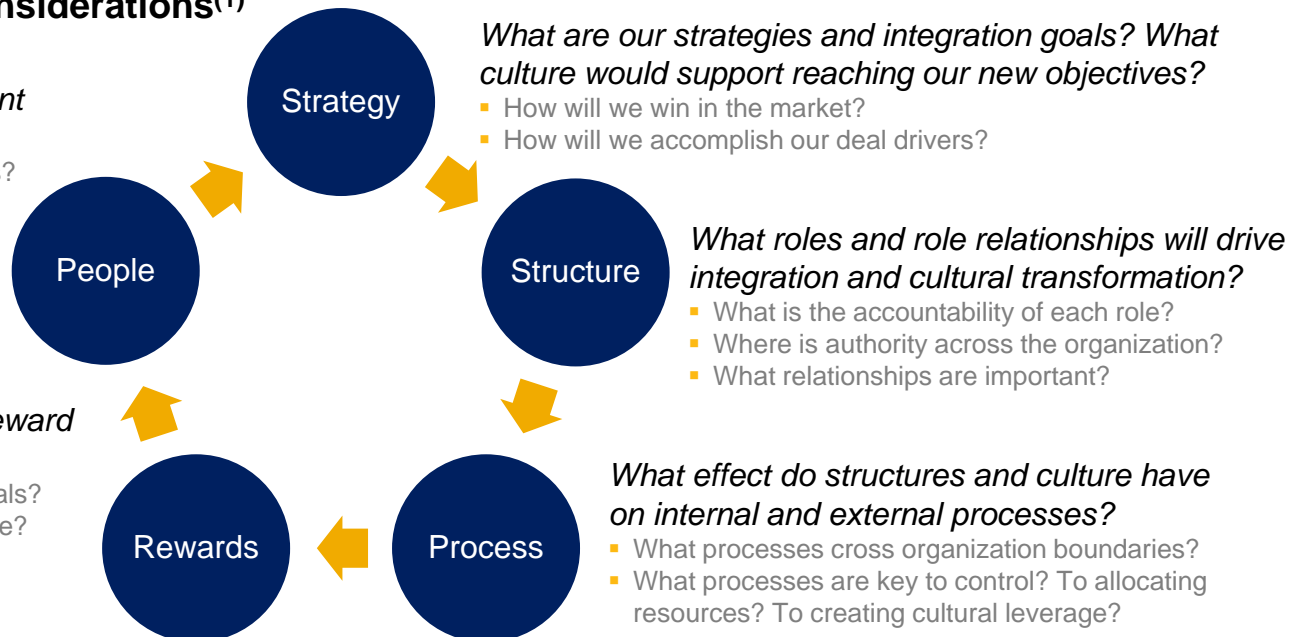 nsiderations(1)
Strategy
What are our strategies and integration goals? What
culture would support reaching our new objectives?
▪ How will we win in the market?
▪ How will we accomplish our deal drivers?
nt
s?
People
Structure
What roles and role relationships will drive
integration and cultural transformation?
▪ What is the accountability of each role?
▪ Where is authority across the organization?
▪ What relationships are important?
eward
als?
e?
Rewards
Process
What effect do structures and culture have
on internal and external processes?
▪ What processes cross organization boundaries?
▪ What processes are key to control? To allocating
resources? To creating cultural leverage?